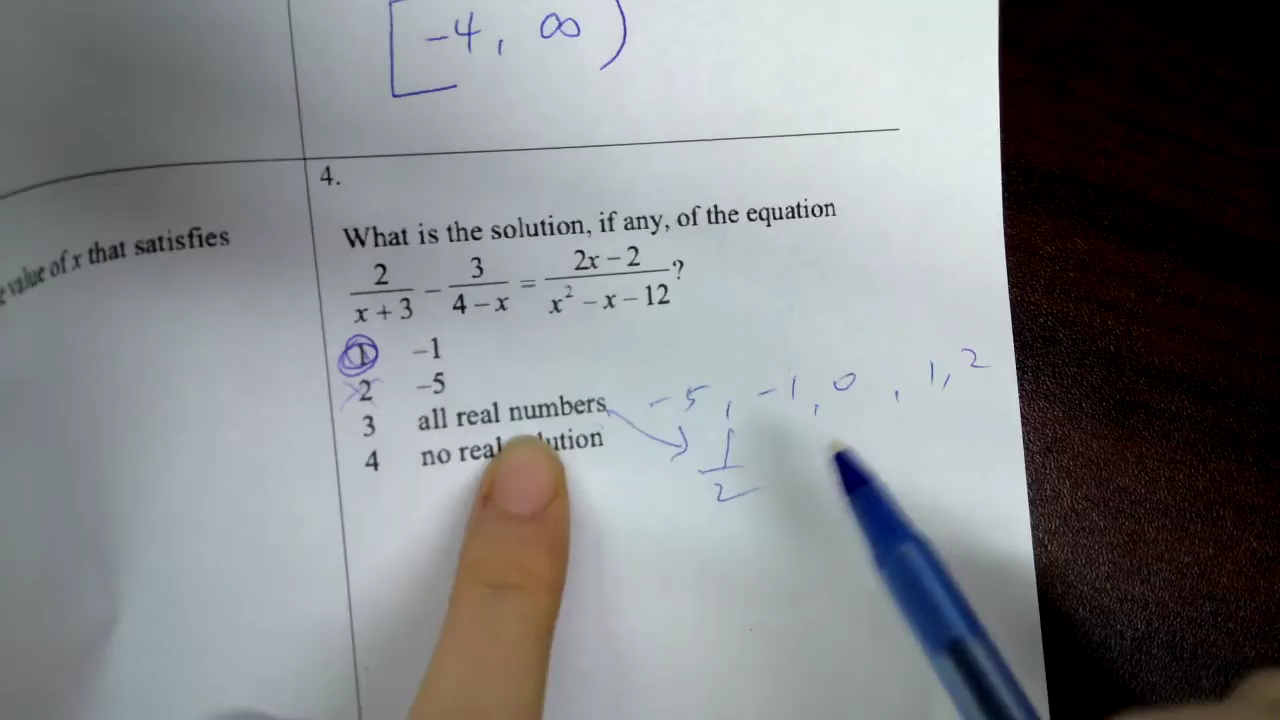 [-4, ∞)
4.
value of x that satisfies
What is the solution, if any, of the equation
2/(x + 3) - 3/(4 - x) = (2x - 2)/(x² - x - 12)?
1 -1
2 -5
3 all real numbers
4 no real
-5, -1, 0, 1, 2
1/2